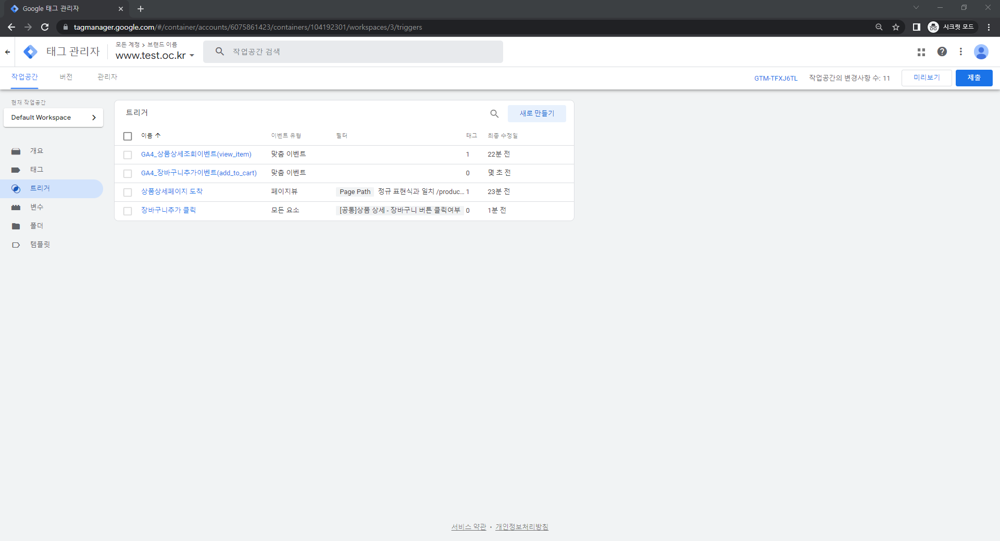 Google 태그 관리자
tagmanager.google.com/#/container/accounts/6075861423/containers/104192301/workspaces/3/triggers
시크릿 모드
태그 관리자
모든 계정 > 브랜드 이름
www.test.oc.kr
작업공간 검색
작업공간 버전 관리자
GTM-TFXJ6TL 작업공간의 변경사항 수: 11 미리보기 제출
현재 작업공간
Default Workspace
개요
태그
트리거
변수
폴더
템플릿
트리거
새로 만들기
이름 이벤트 유형 필터 태그 최종 수정일
GA4_상품상세조회이벤트(view_item) 맞춤 이벤트 1 22분 전
GA4_장바구니추가이벤트(add_to_cart) 맞춤 이벤트 0 몇 초 전
상품상세페이지 도착 페이지뷰 Page Path 정규 표현식과 일치 /produc... 1 23분 전
장바구니추가 클릭 모든 요소 [공통]상품 상세 - 장바구니 버튼 클릭여부 0 1분 전
서비스 약관 • 개인정보처리방침